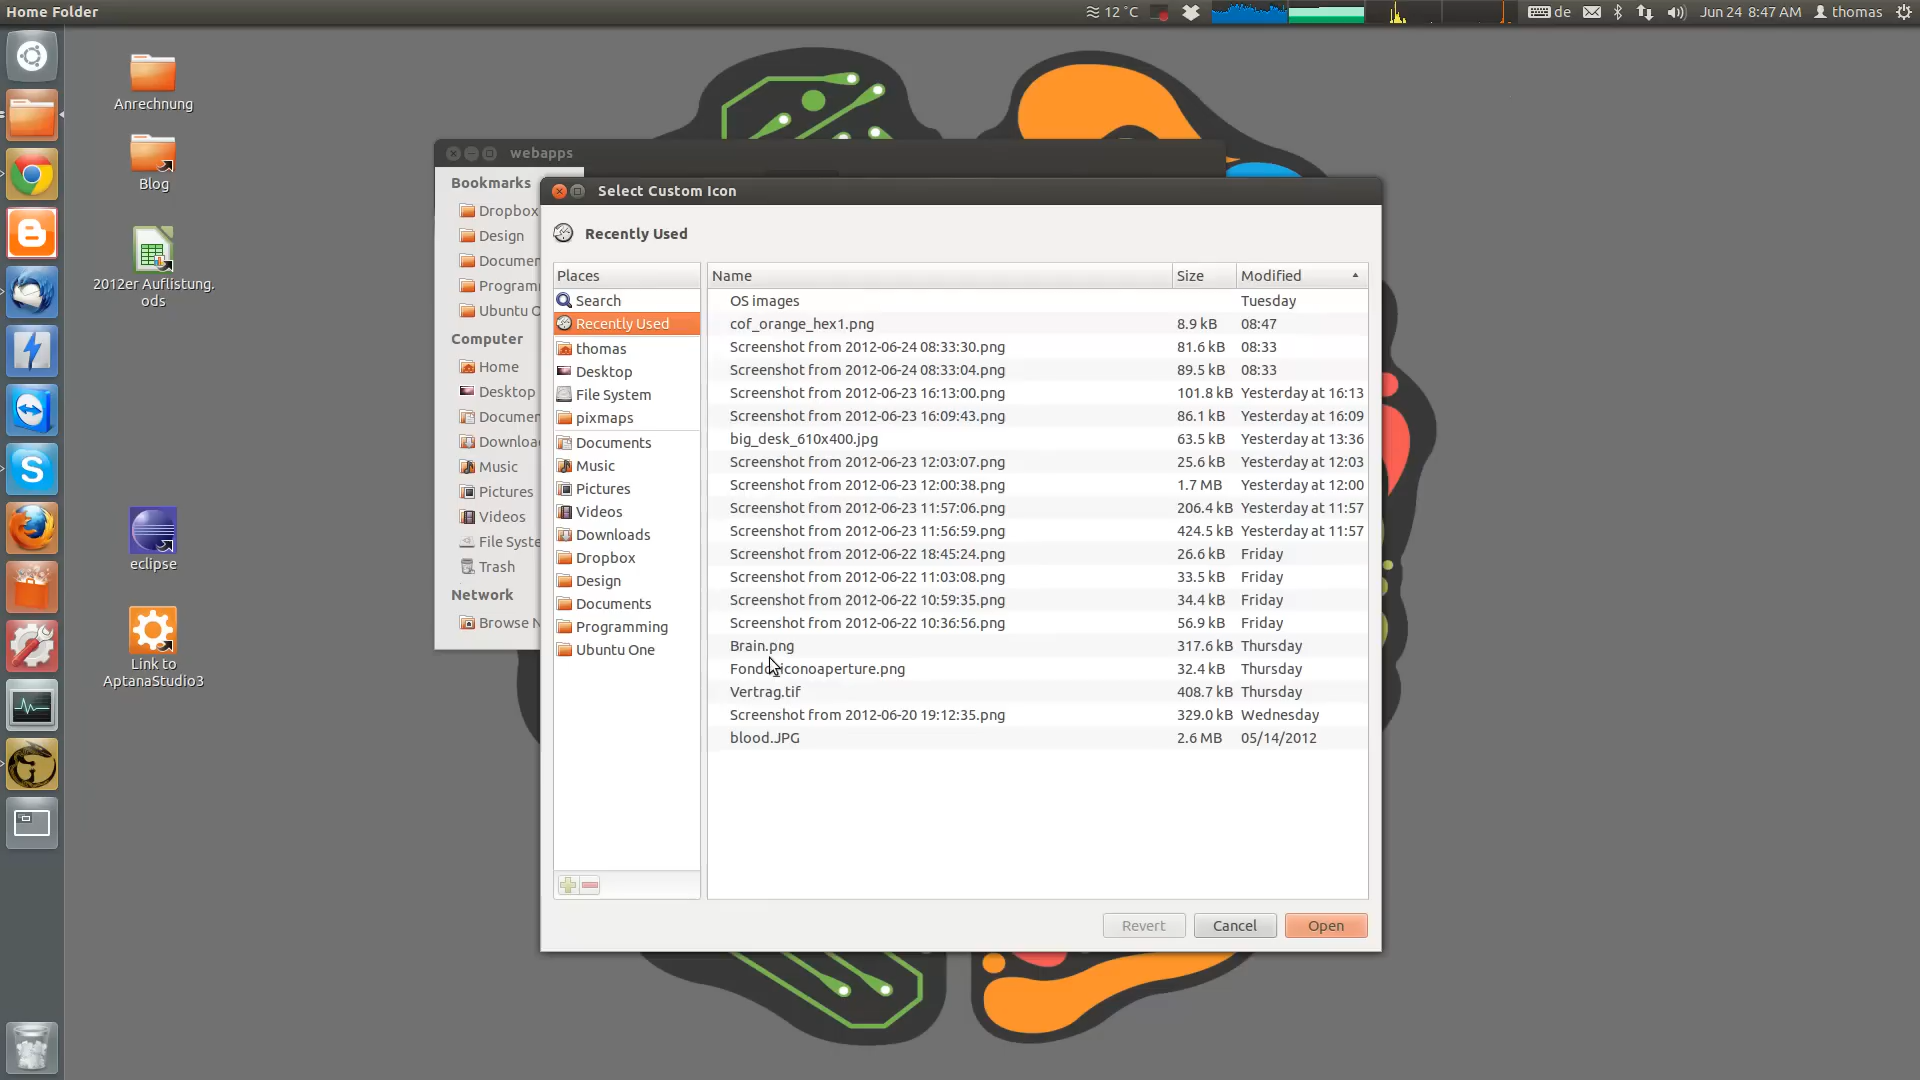 Home Folder
12 °C
de
Jun 24 8:47 AM
thomas
Anrechnung
Blog
2012er Auflistung.
ods
eclipse
Link to
AptanaStudio3
webapps
Bookmarks
Dropbox
Design
Documen
Programm
Ubuntu O
Computer
Home
Desktop
Documen
Downloa
Music
Pictures
Videos
File Syste
Trash
Network
Browse N
Select Custom Icon
Recently Used
Places
Search
Recently Used
thomas
Desktop
File System
pixmaps
Documents
Music
Pictures
Videos
Downloads
Dropbox
Design
Documents
Programming
Ubuntu One
Name Size Modified
OS images Tuesday
cof_orange_hex1.png 8.9 kB 08:47
Screenshot from 2012-06-24 08:33:30.png 81.6 kB 08:33
Screenshot from 2012-06-24 08:33:04.png 89.5 kB 08:33
Screenshot from 2012-06-23 16:13:00.png 101.8 kB Yesterday at 16:13
Screenshot from 2012-06-23 16:09:43.png 86.1 kB Yesterday at 16:09
big_desk_610x400.jpg 63.5 kB Yesterday at 13:36
Screenshot from 2012-06-23 12:03:07.png 25.6 kB Yesterday at 12:03
Screenshot from 2012-06-23 12:00:38.png 1.7 MB Yesterday at 12:00
Screenshot from 2012-06-23 11:57:06.png 206.4 kB Yesterday at 11:57
Screenshot from 2012-06-23 11:56:59.png 424.5 kB Yesterday at 11:57
Screenshot from 2012-06-22 18:45:24.png 26.6 kB Friday
Screenshot from 2012-06-22 11:03:08.png 33.5 kB Friday
Screenshot from 2012-06-22 10:59:35.png 34.4 kB Friday
Screenshot from 2012-06-22 10:36:56.png 56.9 kB Friday
Brain.png 317.6 kB Thursday
32.4 kB Thursday
Vertrag.tif 408.7 kB Thursday
Screenshot from 2012-06-20 19:12:35.png 329.0 kB Wednesday
blood.JPG 2.6 MB 05/14/2012
Revert
Cancel
Open